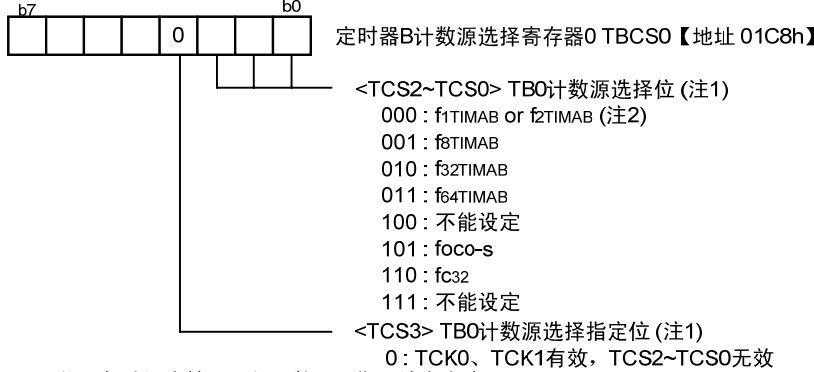 b7 b0
0
定时器B计数源选择寄存器0 TBCS0【地址 01C8h】
<TCS2~TCS0> TB0计数源选择位 (注1)
000 : f1TIMAB or f2TIMAB (注2)
001 : f8TIMAB
010 : f32TIMAB
011 : f64TIMAB
100 : 不能设定
101 : foco-s
110 : fc32
111 : 不能设定
<TCS3> TB0计数源选择指定位 (注1)
0 : TCK0、TCK1有效，TCS2~TCS0无效